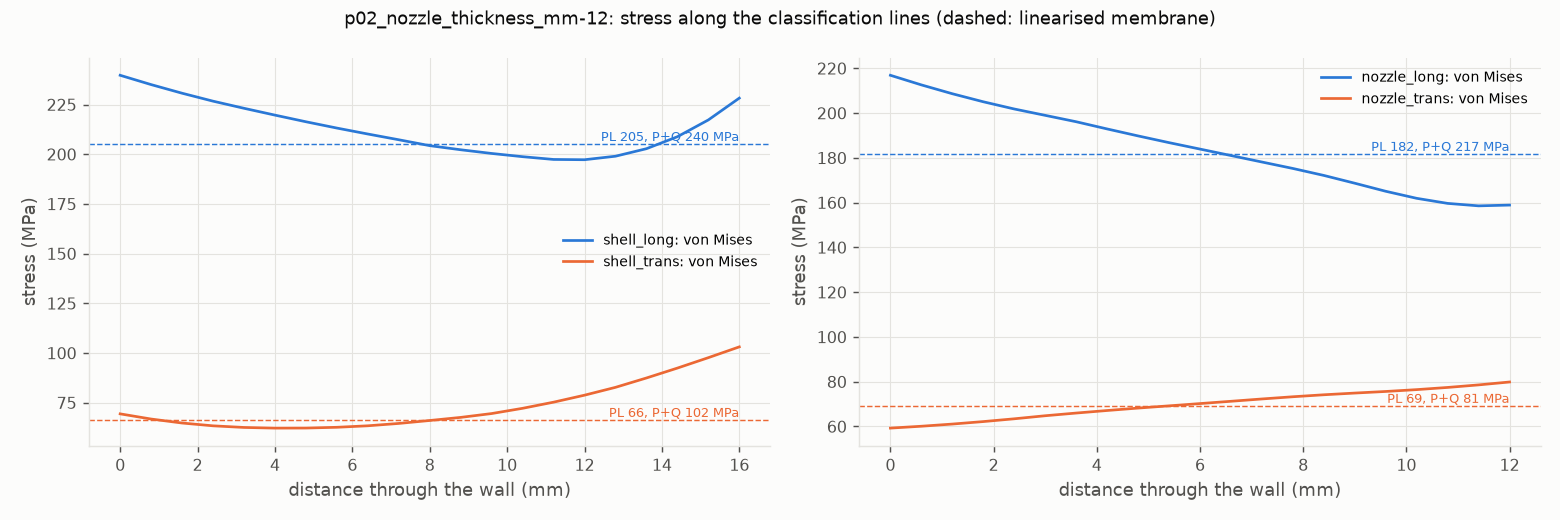 p02_nozzle_thickness_mm-12: stress along the classification lines (dashed: linearised membrane)
stress (MPa)
225
200
175
150
125
100
75
PL 205, P+Q 240 MPa
shell_long: von Mises
shell_trans: von Mises
PL 66, P+Q 102 MPa
0 2 4 6 8 10 12 14 16
distance through the wall (mm)
stress (MPa)
220
200
180
160
140
120
100
80
60
nozzle_long: von Mises
nozzle_trans: von Mises
PL 182, P+Q 217 MPa
PL 69, P+Q 81 MPa
0 2 4 6 8 10 12
distance through the wall (mm)